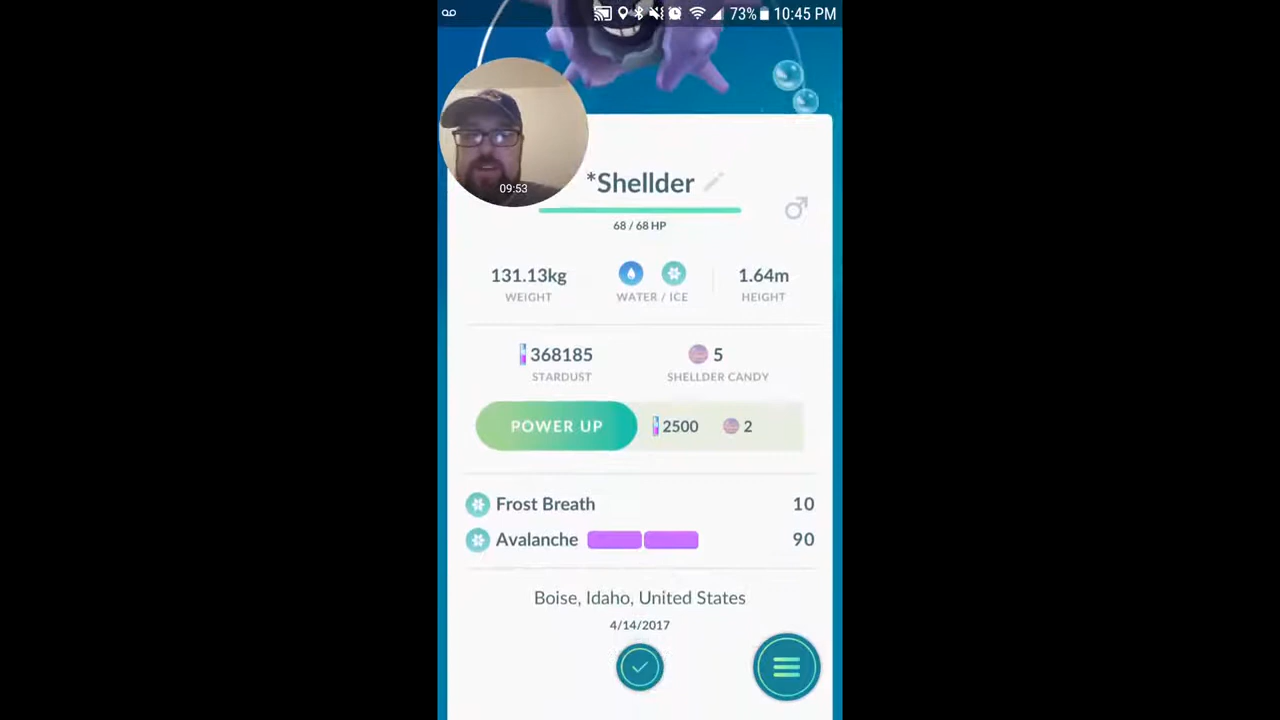 73% 10:45 PM
09:53
*Shellder
68 / 68 HP
131.13kg
WEIGHT
WATER / ICE
1.64m
HEIGHT
368185
STARDUST
5
SHELLDER CANDY
POWER UP
2500
2
Frost Breath 10
Avalanche 90
Boise, Idaho, United States
4/14/2017